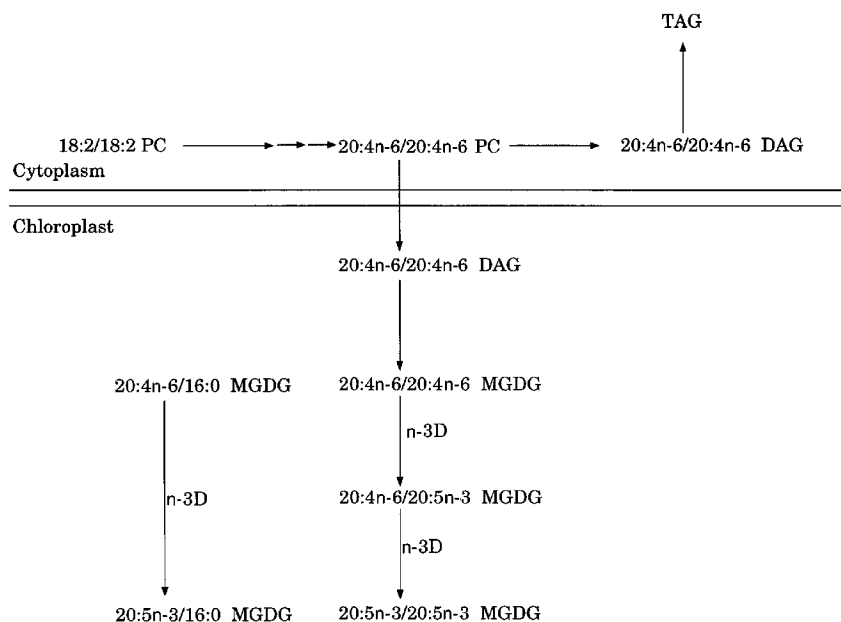 TAG
18:2/18:2 PC
20:4n-6/20:4n-6 PC
20:4n-6/20:4n-6 DAG
Cytoplasm
Chloroplast
20:4n-6/20:4n-6 DAG
20:4n-6/16:0 MGDG
20:4n-6/20:4n-6 MGDG
n-3D
n-3D
20:4n-6/20:5n-3 MGDG
n-3D
20:5n-3/16:0 MGDG
20:5n-3/20:5n-3 MGDG